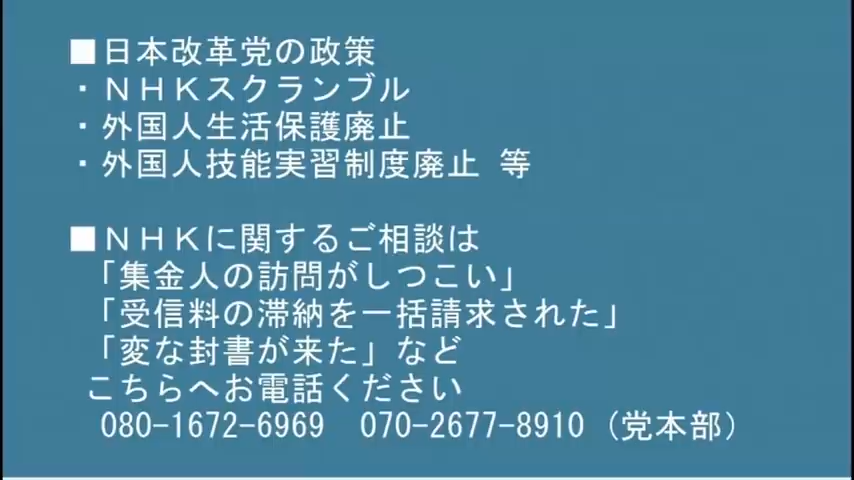 ■日本改革党の政策
・ＮＨＫスクランブル
・外国人生活保護廃止
・外国人技能実習制度廃止 等
■ＮＨＫに関するご相談は
「集金人の訪問がしつこい」
「受信料の滞納を一括請求された」
「変な封書が来た」など
こちらへお電話ください
080-1672-6969　070-2677-8910（党本部）